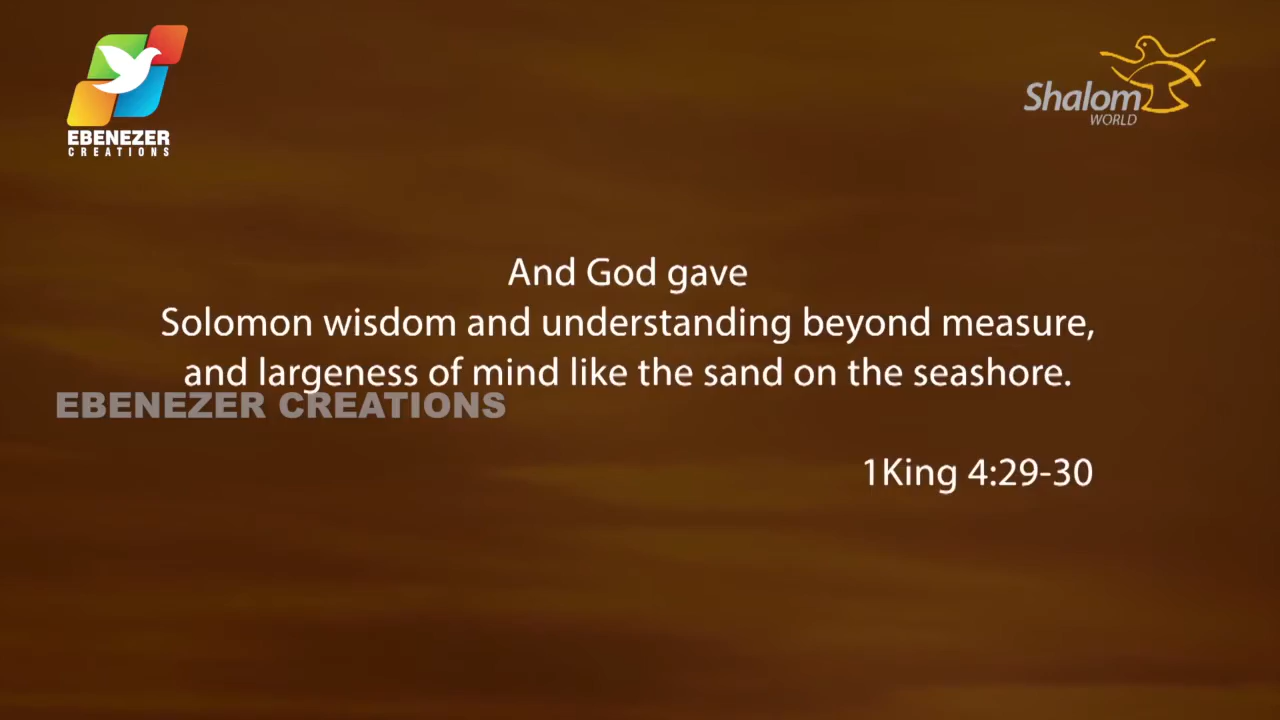 EBENEZER
CREATIONS
Shalom
WORLD
And God gave
Solomon wisdom and understanding beyond measure,
and largeness of mind like the sand on the seashore.
EBENEZER CREATIONS
1King 4:29-30